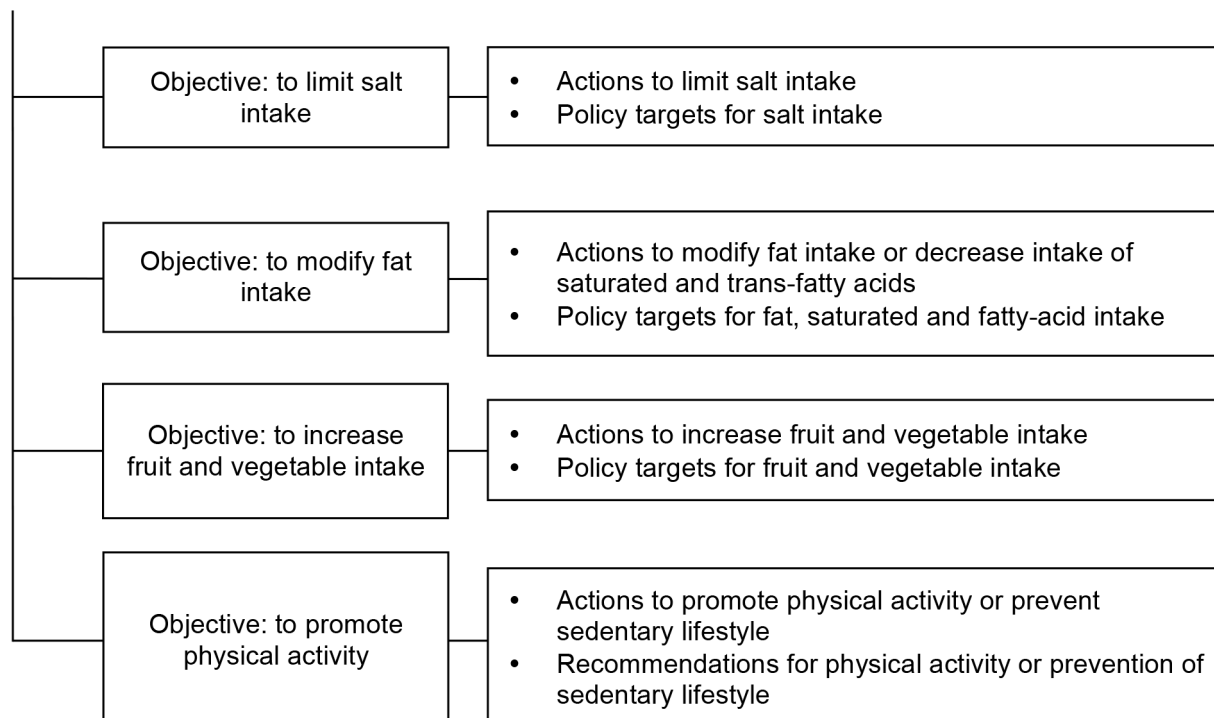 Objective: to limit salt
intake
• Actions to limit salt intake
• Policy targets for salt intake
Objective: to modify fat
intake
• Actions to modify fat intake or decrease intake of
saturated and trans-fatty acids
• Policy targets for fat, saturated and fatty-acid intake
Objective: to increase
fruit and vegetable intake
• Actions to increase fruit and vegetable intake
• Policy targets for fruit and vegetable intake
Objective: to promote
physical activity
• Actions to promote physical activity or prevent
sedentary lifestyle
• Recommendations for physical activity or prevention of
sedentary lifestyle